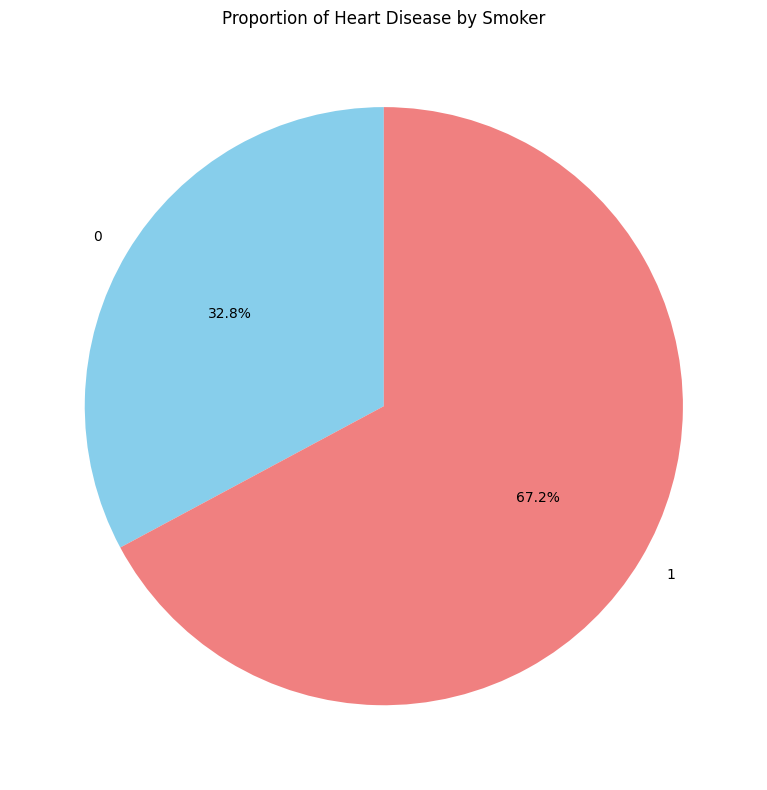 Proportion of Heart Disease by Smoker
0
32.8%
67.2%
1